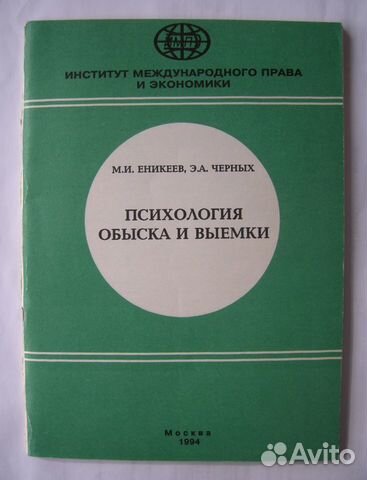 ИНСТИТУТ МЕЖДУНАРОДНОГО ПРАВА
И ЭКОНОМИКИ
М.И. ЕНИКЕЕВ, Э.А. ЧЕРНЫХ
ПСИХОЛОГИЯ
ОБЫСКА И ВЫЕМКИ
Москва
1994
Avito